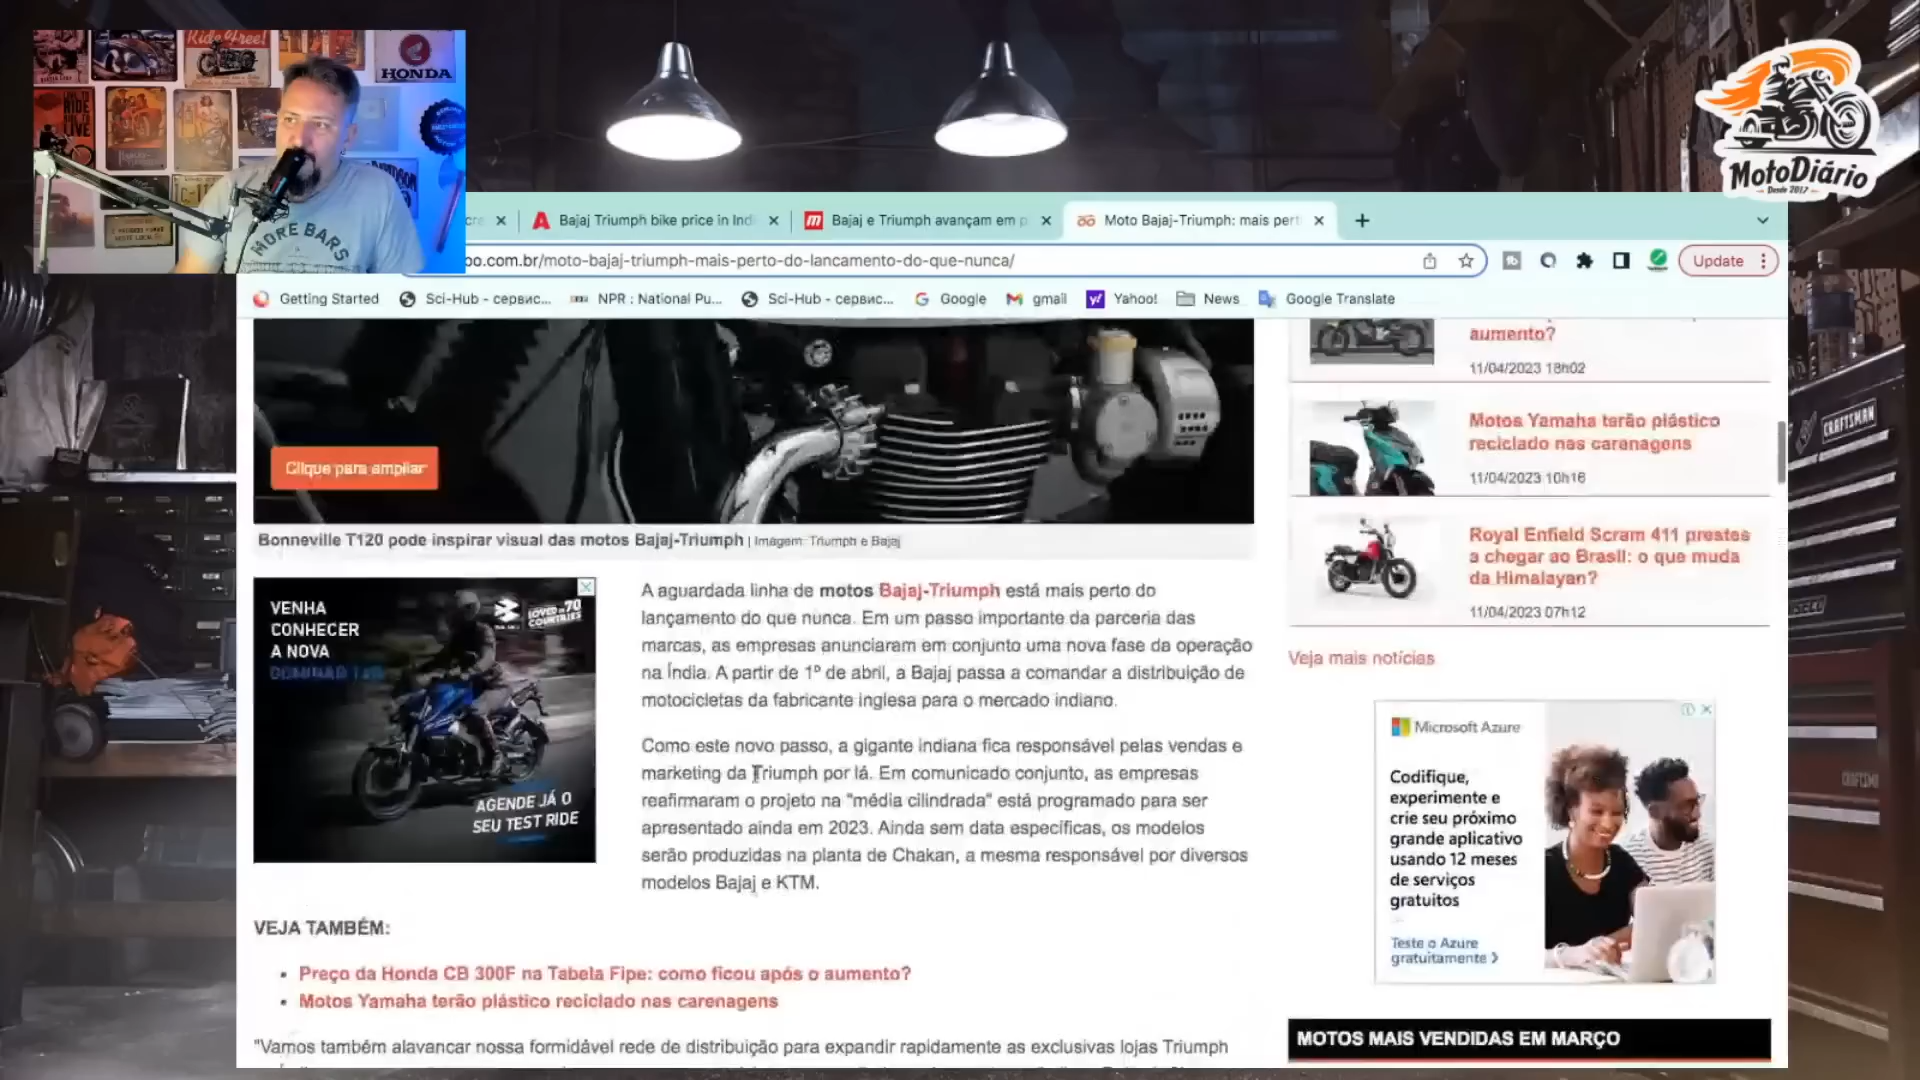 Ride Free!
HONDA
RIDE
LIVE
MORE BARS
MotoDiário
Desde 2017
Bajaj Triumph bike price in Indi
Bajaj e Triumph avançam em p
Moto Bajaj-Triumph: mais pert
po.com.br/moto-bajaj-triumph-mais-perto-do-lancamento-do-que-nunca/
Update
Getting Started
Sci-Hub - сервис...
NPR : National Pu...
Sci-Hub - сервис...
Google
gmail
Yahoo!
News
Google Translate
Clique para ampliar
Bonneville T120 pode inspirar visual das motos Bajaj-Triumph | Imagem: Triumph e Bajaj
VENHA
CONHECER
A NOVA
LOVED IN 70
COUNTRIES
AGENDE JÁ O
SEU TEST RIDE
A aguardada linha de motos Bajaj-Triumph está mais perto do
lançamento do que nunca. Em um passo importante da parceria das
marcas, as empresas anunciaram em conjunto uma nova fase da operação
na Índia. A partir de 1º de abril, a Bajaj passa a comandar a distribuição de
motocicletas da fabricante inglesa para o mercado indiano.
Como este novo passo, a gigante indiana fica responsável pelas vendas e
marketing da Triumph por lá. Em comunicado conjunto, as empresas
reafirmaram o projeto na "média cilindrada" está programado para ser
apresentado ainda em 2023. Ainda sem data específicas, os modelos
serão produzidas na planta de Chakan, a mesma responsável por diversos
modelos Bajaj e KTM.
VEJA TAMBÉM:
• Preço da Honda CB 300F na Tabela Fipe: como ficou após o aumento?
• Motos Yamaha terão plástico reciclado nas carenagens
"Vamos também alavancar nossa formidável rede de distribuição para expandir rapidamente as exclusivas lojas Triumph
aumento?
11/04/2023 18h02
Motos Yamaha terão plástico
reciclado nas carenagens
11/04/2023 10h16
Royal Enfield Scram 411 prestes
a chegar ao Brasil: o que muda
da Himalayan?
11/04/2023 07h12
Veja mais notícias
Microsoft Azure
Codifique,
experimente e
crie seu próximo
grande aplicativo
usando 12 meses
de serviços
gratuitos
Teste o Azure
gratuitamente >
MOTOS MAIS VENDIDAS EM MARÇO
CRAFTSMAN